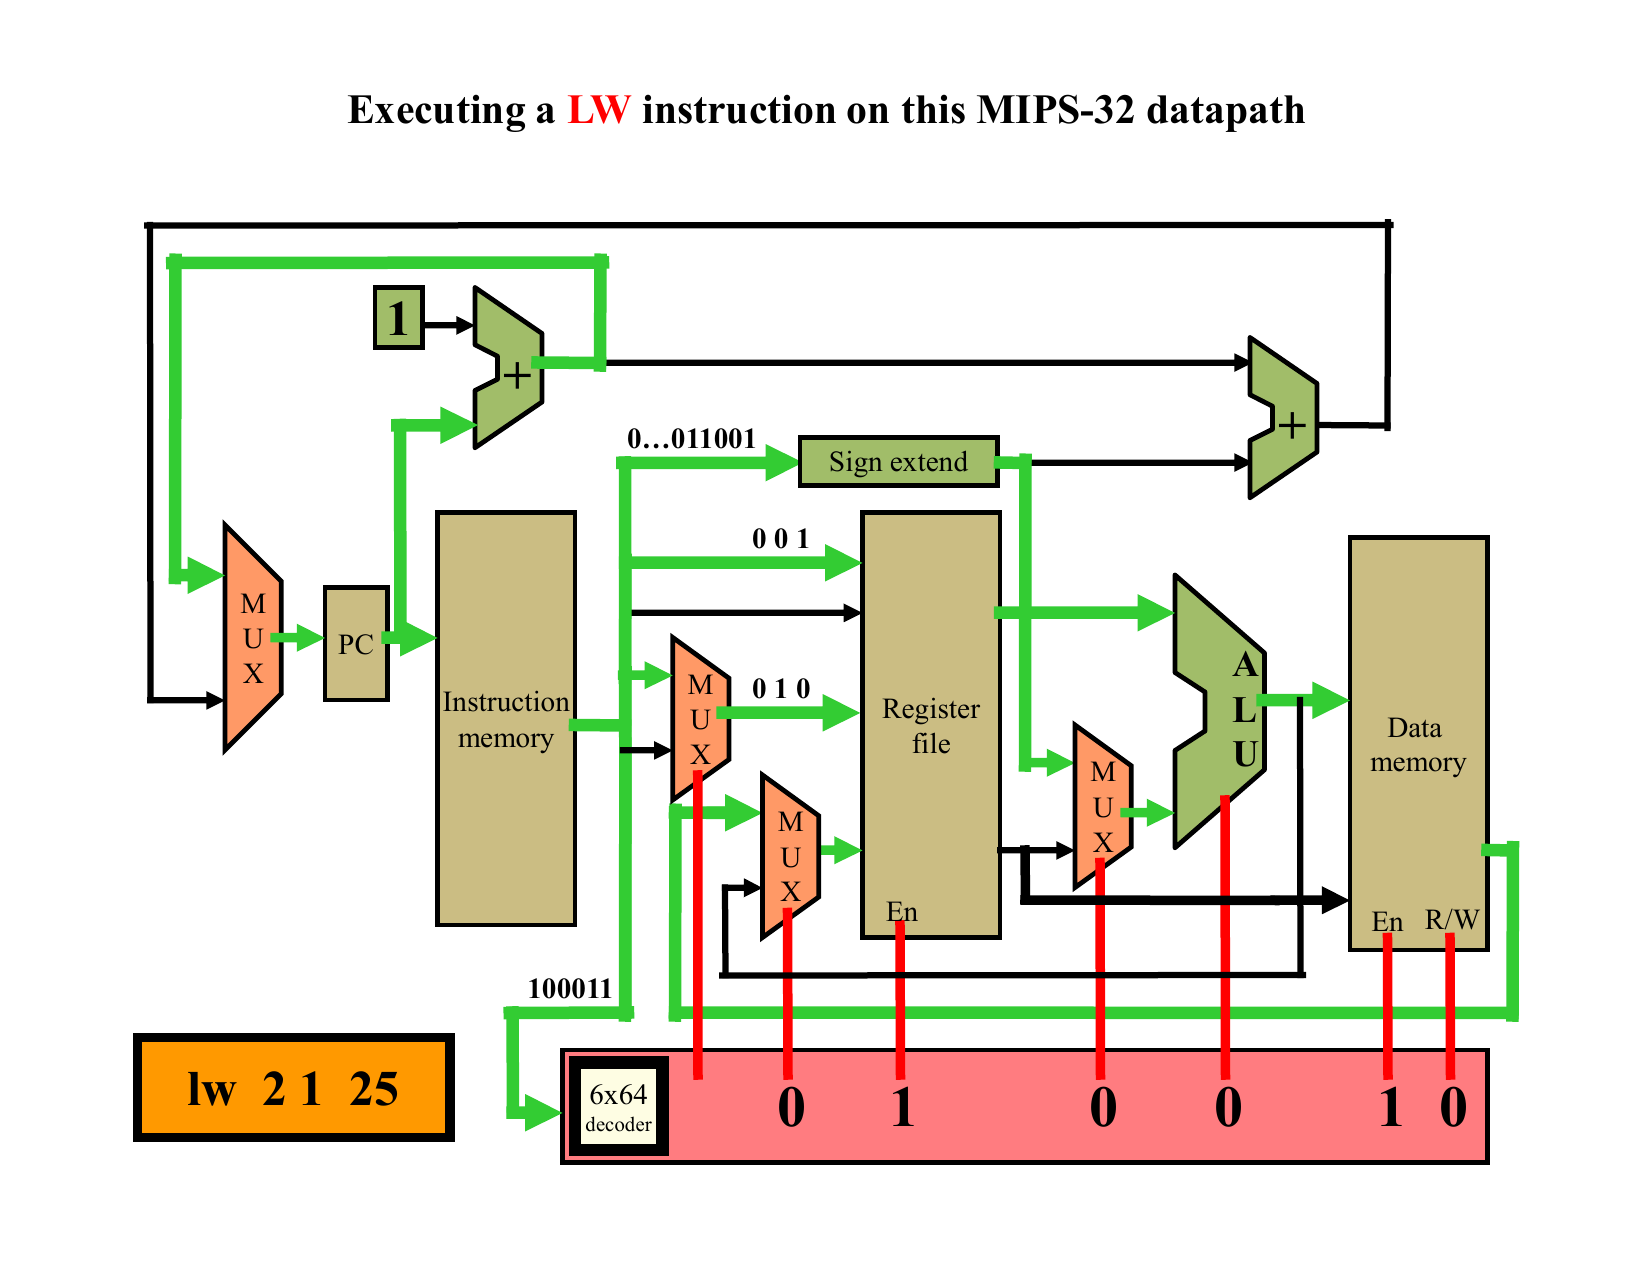 Executing a LW instruction on this MIPS-32 datapath
1
+
+
0…011001
Sign extend
0 0 1
M
U
X
PC
Instruction
memory
M
U
X
0 1 0
Register
file
En
M
U
X
M
U
X
A
L
U
Data
memory
En R/W
100011
lw 2 1 25
6x64
decoder
0 1 0 0 1 0